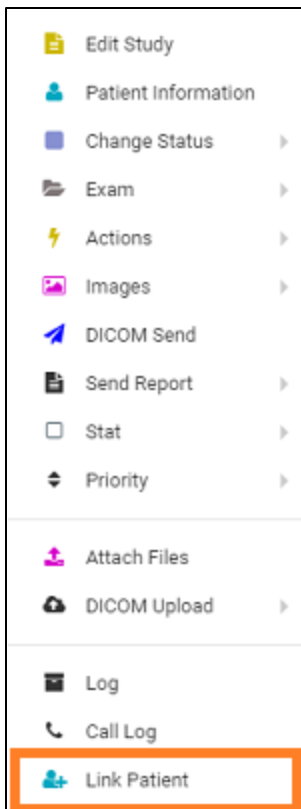 Edit Study
Patient Information
Change Status
Exam
Actions
Images
DICOM Send
Send Report
Stat
Priority
Attach Files
DICOM Upload
Log
Call Log
Link Patient